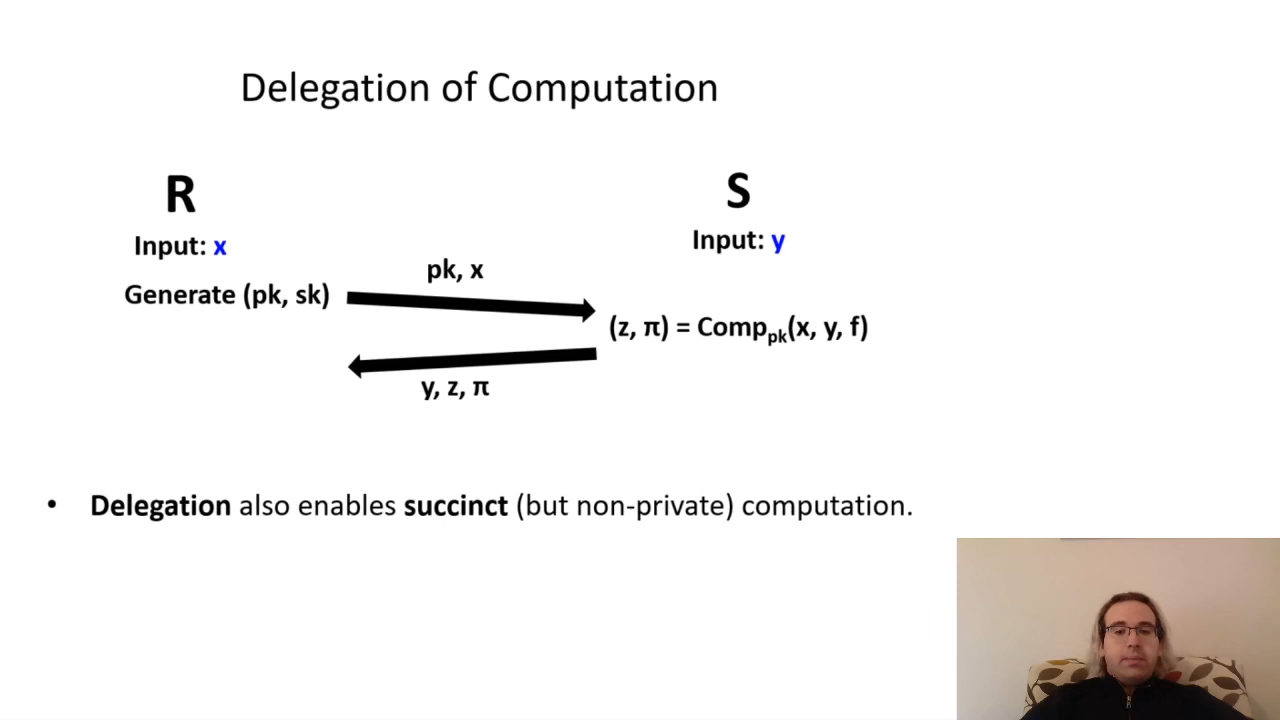 Delegation of Computation
R
S
Input: x
Input: y
pk, x
Generate (pk, sk)
(z, π) = Comppk(x, y, f)
y, z, π
• Delegation also enables succinct (but non-private) computation.